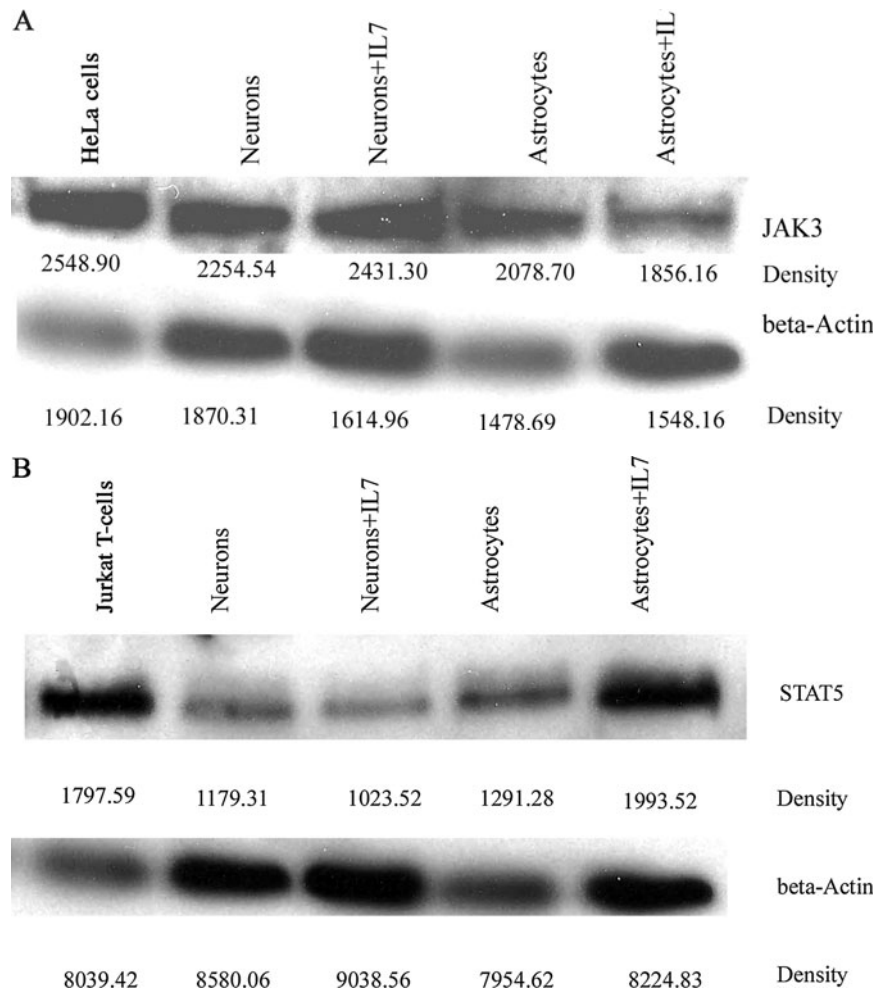 A
HeLa cells
Neurons
Neurons+IL7
Astrocytes
Astrocytes+IL
JAK3
2548.90 2254.54 2431.30 2078.70 1856.16 Density
beta-Actin
1902.16 1870.31 1614.96 1478.69 1548.16 Density
B
Jurkat T-cells
Neurons
Neurons+IL7
Astrocytes
Astrocytes+IL7
STAT5
1797.59 1179.31 1023.52 1291.28 1993.52 Density
beta-Actin
8039.42 8580.06 9038.56 7954.62 8224.83 Density